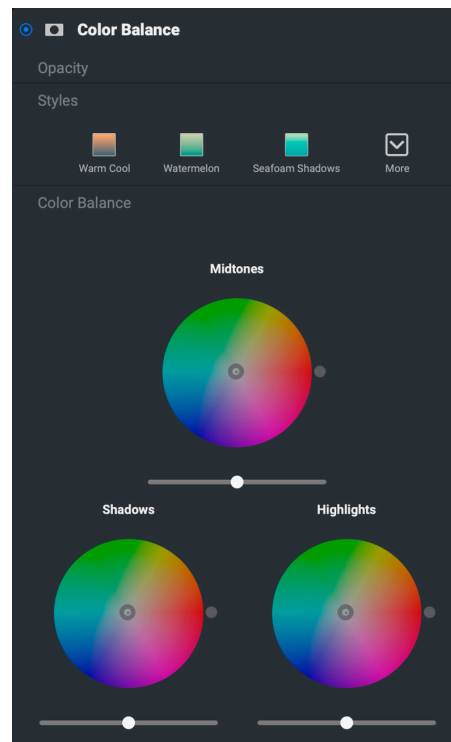 Color Balance
Opacity
Styles
Warm Cool
Watermelon
Seafoam Shadows
More
Color Balance
Midtones
Shadows
Highlights